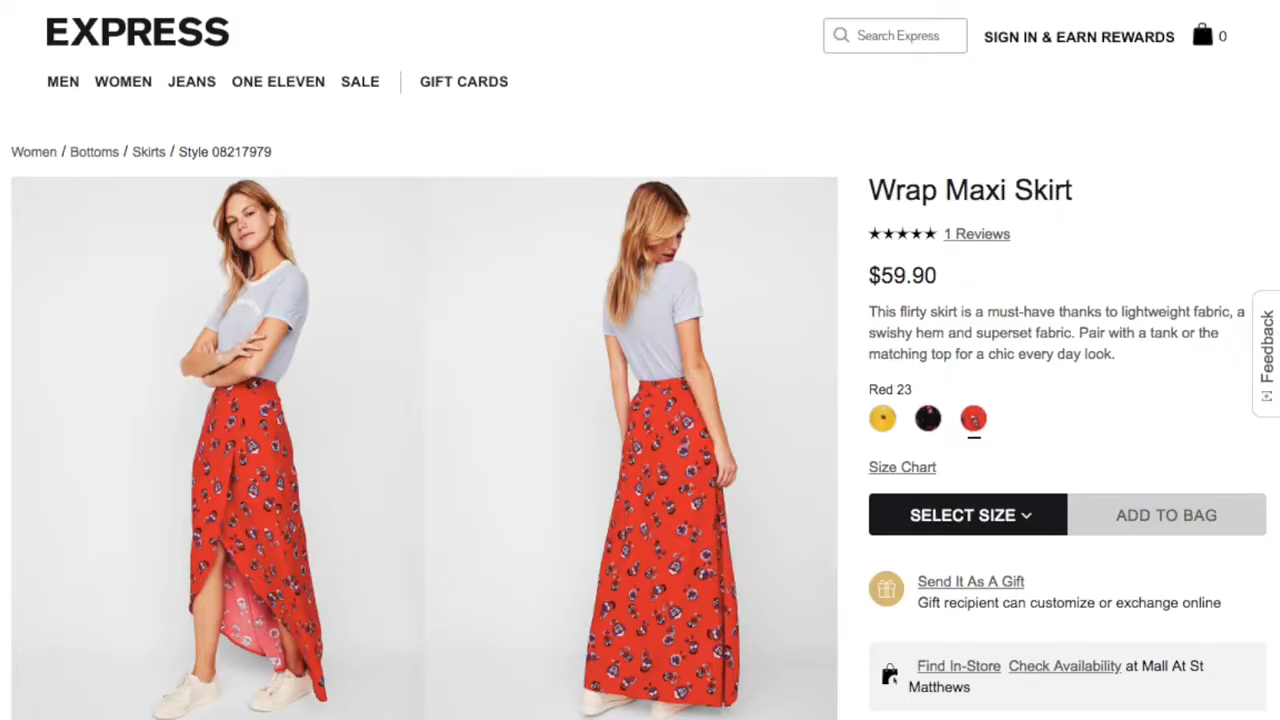 EXPRESS
Search Express
SIGN IN & EARN REWARDS
0
MEN WOMEN JEANS ONE ELEVEN SALE GIFT CARDS
Women / Bottoms / Skirts / Style 08217979
Wrap Maxi Skirt
1 Reviews
$59.90
This flirty skirt is a must-have thanks to lightweight fabric, a
swishy hem and superset fabric. Pair with a tank or the
matching top for a chic every day look.
Red 23
Size Chart
SELECT SIZE
ADD TO BAG
Send It As A Gift
Gift recipient can customize or exchange online
Find In-Store Check Availability at Mall At St
Matthews
[+] Feedback